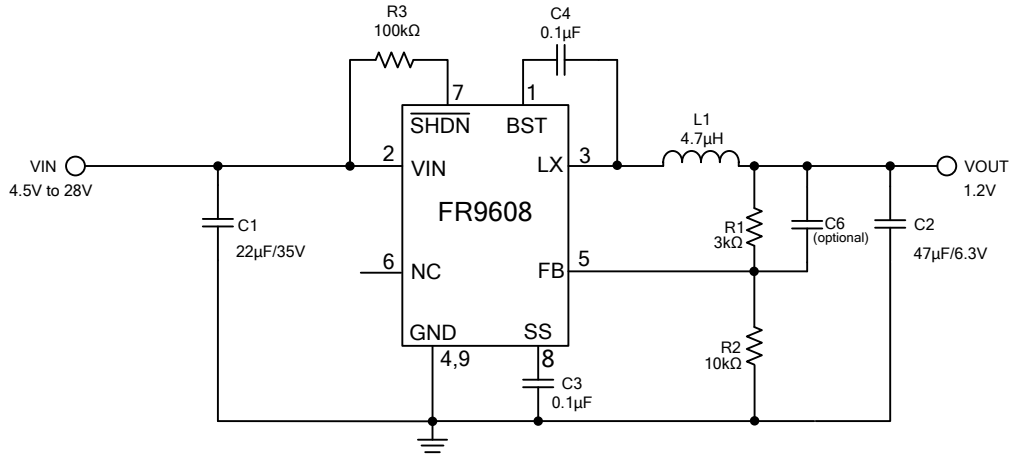 R3
100kΩ
C4
0.1μF
7
1
SHDN
BST
L1
4.7μH
VIN
4.5V to 28V
2
VIN
LX
3
VOUT
1.2V
FR9608
C1
22μF/35V
R1
3kΩ
C6
(optional)
C2
47μF/6.3V
6
NC
FB
5
GND
SS
4,9
8
R2
10kΩ
C3
0.1μF